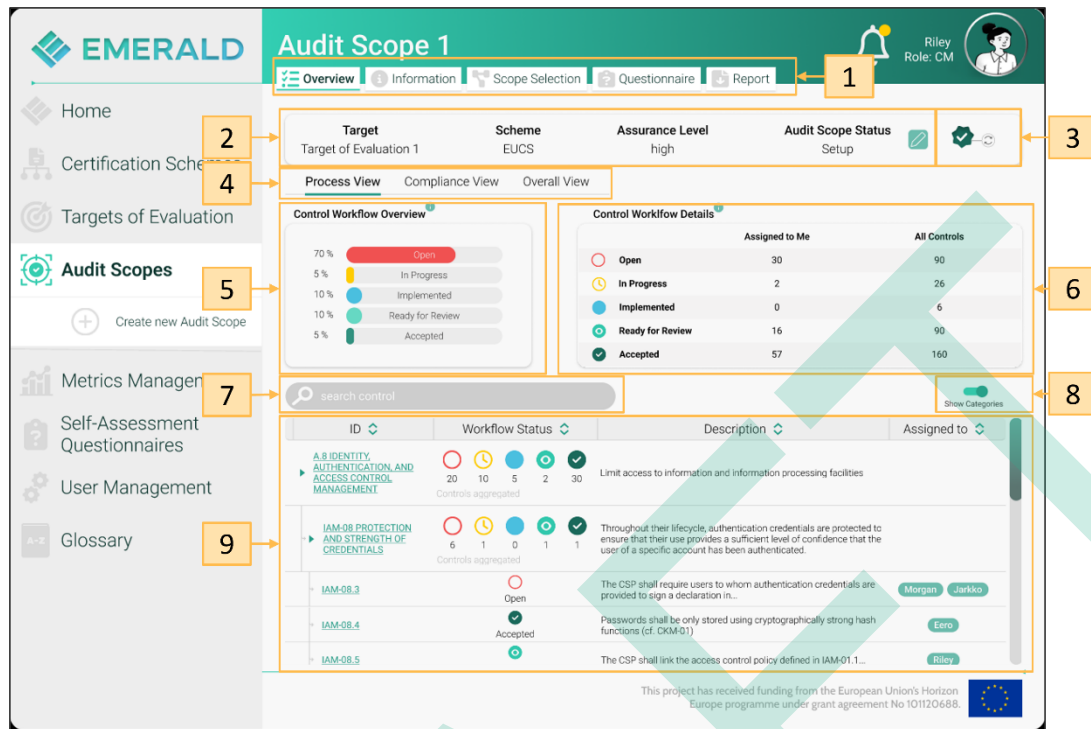 EMERALD
Audit Scope 1
Riley
Role: CM
Overview
Information
Scope Selection
Questionnaire
Report
1
Home
Certification Schemes
Targets of Evaluation
Audit Scopes
Create new Audit Scope
Metrics Manage
Self-Assessment
Questionnaires
User Management
A-Z
Glossary
2
Target
Scheme
Assurance Level
Audit Scope Status
Target of Evaluation 1
EUCS
high
Setup
3
4
Process View
Compliance View
Overall View
5
Control Workflow Overview
70 %
Open
5 %
In Progress
10 %
Implemented
10 %
Ready for Review
5 %
Accepted
Control Worklfow Details
Assigned to Me
All Controls
Open
30
90
In Progress
2
26
Implemented
0
6
Ready for Review
16
90
Accepted
57
160
6
7
search control
Show Categories
8
9
ID
Workflow Status
Description
Assigned to
A.8 IDENTITY,
AUTHENTICATION, AND
ACCESS CONTROL
MANAGEMENT
20 10 5 2 30
Controls aggregated
Limit access to information and information processing facilities
IAM-08 PROTECTION
AND STRENGTH OF
CREDENTIALS
6 1 0 1 1
Controls aggregated
Throughout their lifecycle, authentication credentials are protected to
ensure that their use provides a sufficient level of confidence that the
user of a specific account has been authenticated.
IAM-08.3
Open
The CSP shall require users to whom authentication credentials are
provided to sign a declaration in...
Morgan
Jarkko
IAM-08.4
Accepted
Passwords shall be only stored using cryptographically strong hash
functions (cf. CKM-01)
Eero
IAM-08.5
The CSP shall link the access control policy defined in IAM-01.1...
Riley
This project has received funding from the European Union's Horizon
Europe programme under grant agreement No 101120688.